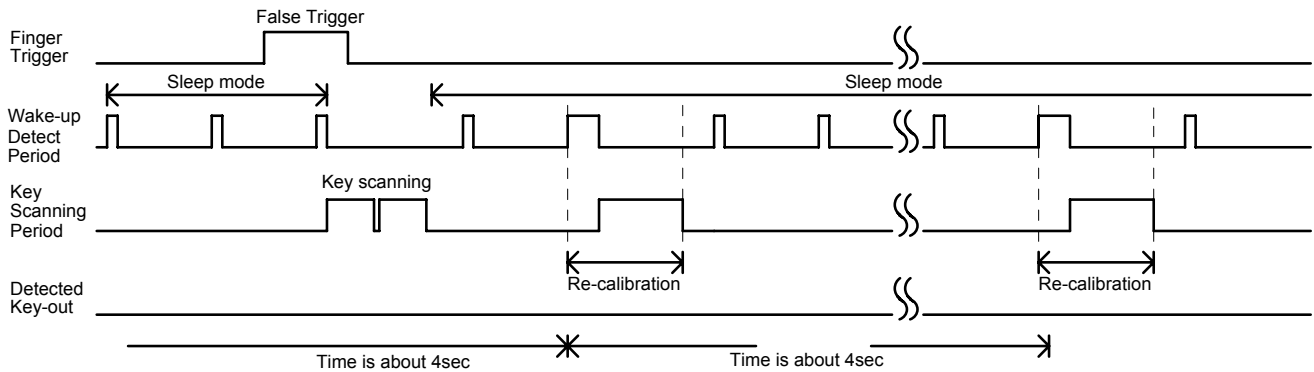 False Trigger
Finger
Trigger
Sleep mode
Sleep mode
Wake-up
Detect
Period
Key scanning
Key
Scanning
Period
Re-calibration
Re-calibration
Detected
Key-out
Time is about 4sec
Time is about 4sec